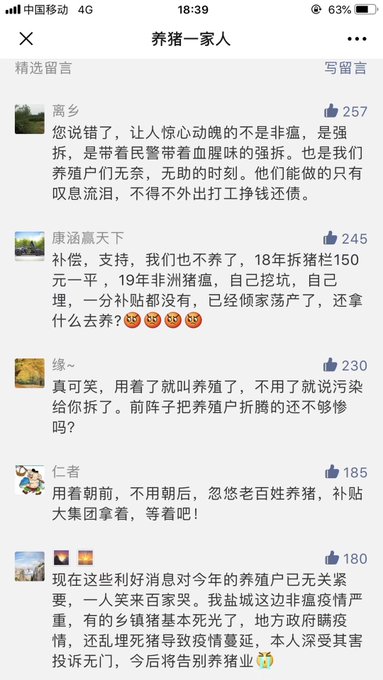 中国移动 4G 18:39 63%
养猪一家人
精选留言 写留言
离乡 257
您说错了，让人惊心动魄的不是非瘟，是强
拆，是带着民警带着血腥味的强拆。也是我们
养殖户们无奈，无助的时刻。他们能做的只有
叹息流泪，不得不外出打工挣钱还债。
康涵赢天下 245
补偿，支持，我们也不养了，18年拆猪栏150
元一平 ，19年非洲猪瘟，自己挖坑，自己
埋，一分补贴都没有，已经倾家荡产了，还拿
什么去养?
缘~ 230
真可笑，用着了就叫养殖了，不用了就说污染
给你拆了。前阵子把养殖户折腾的还不够惨
吗?
仁者 185
用着朝前，不用朝后，忽悠老百姓养猪，补贴
大集团拿着，等着吧！
180
现在这些利好消息对今年的养殖户已无关紧
要，一人笑来百家哭。我盐城这边非瘟疫情严
重，有的乡镇猪基本死光了，地方政府瞒疫
情，还乱埋死猪导致疫情蔓延，本人深受其害
投诉无门，今后将告别养猪业